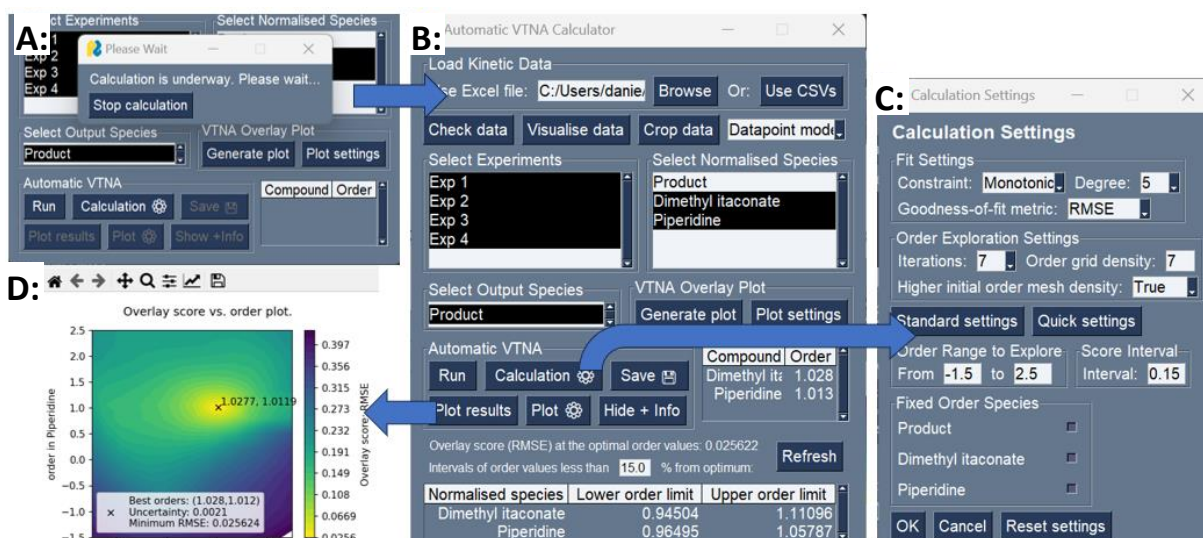 A:
ct Experiments
Select Normalised Species
Please Wait
Calculation is underway. Please wait...
Stop calculation
Exp 2
Exp 3
Exp 4
Select Output Species
Product
VTNA Overlay Plot
Generate plot Plot settings
Automatic VTNA
Run Calculation Save
Plot results Plot Show +Info
Compound Order
B:
Automatic VTNA Calculator
Load Kinetic Data
se Excel file: C:/Users/danie/ Browse Or: Use CSVs
Check data Visualise data Crop data Datapoint mode
Select Experiments
Exp 1
Exp 2
Exp 3
Exp 4
Select Normalised Species
Product
Dimethyl itaconate
Piperidine
Select Output Species
Product
VTNA Overlay Plot
Generate plot Plot settings
Automatic VTNA
Run Calculation Save
Plot results Plot Hide + Info
Compound Order
Dimethyl ita 1.028
Piperidine 1.013
Overlay score (RMSE) at the optimal order values: 0.025622
Intervals of order values less than 15.0 % from optimum:
Refresh
Normalised species Lower order limit Upper order limit
Dimethyl itaconate 0.94504 1.11096
Piperidine 0.96495 1.05787
C:
Calculation Settings
Calculation Settings
Fit Settings
Constraint: Monotonic Degree: 5
Goodness-of-fit metric: RMSE
Order Exploration Settings
Iterations: 7 Order grid density: 7
Higher initial order mesh density: True
Standard settings Quick settings
Order Range to Explore
From -1.5 to 2.5
Score Interval
Interval: 0.15
Fixed Order Species
Product
Dimethyl itaconate
Piperidine
OK Cancel Reset settings
D:
Overlay score vs. order plot.
order in Piperidine
2.5
2.0
1.5
1.0
0.5
0.0
−0.5
−1.0
−1.5
1.0277, 1.0119
Best orders: (1.028,1.012)
Uncertainty: 0.0021
Minimum RMSE: 0.025624
0.397
0.356
0.315
0.273
0.232
0.191
0.149
0.108
0.0669
0.0256
Overlay score: RMSE